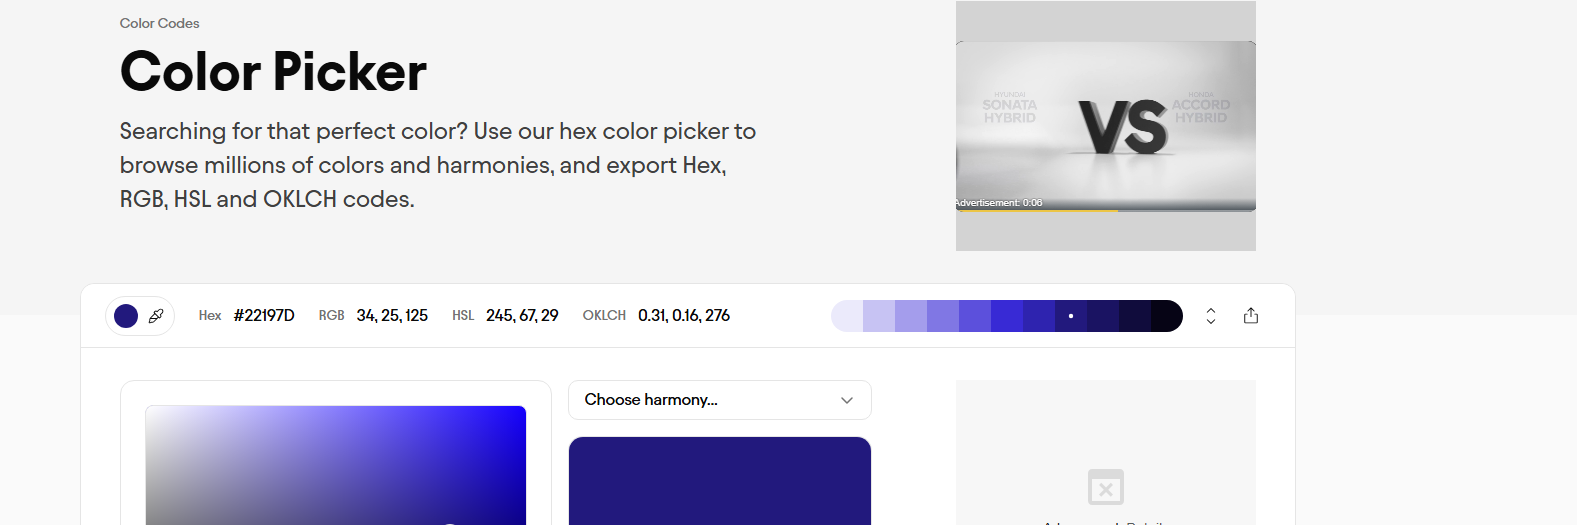 Color Codes
Color Picker
Searching for that perfect color? Use our hex color picker to
browse millions of colors and harmonies, and export Hex,
RGB, HSL and OKLCH codes.
HYUNDAI
SONATA
HYBRID
VS
HONDA
ACCORD
HYBRID
Advertisement: 0:06
Hex #22197D RGB 34, 25, 125 HSL 245, 67, 29 OKLCH 0.31, 0.16, 276
Choose harmony...